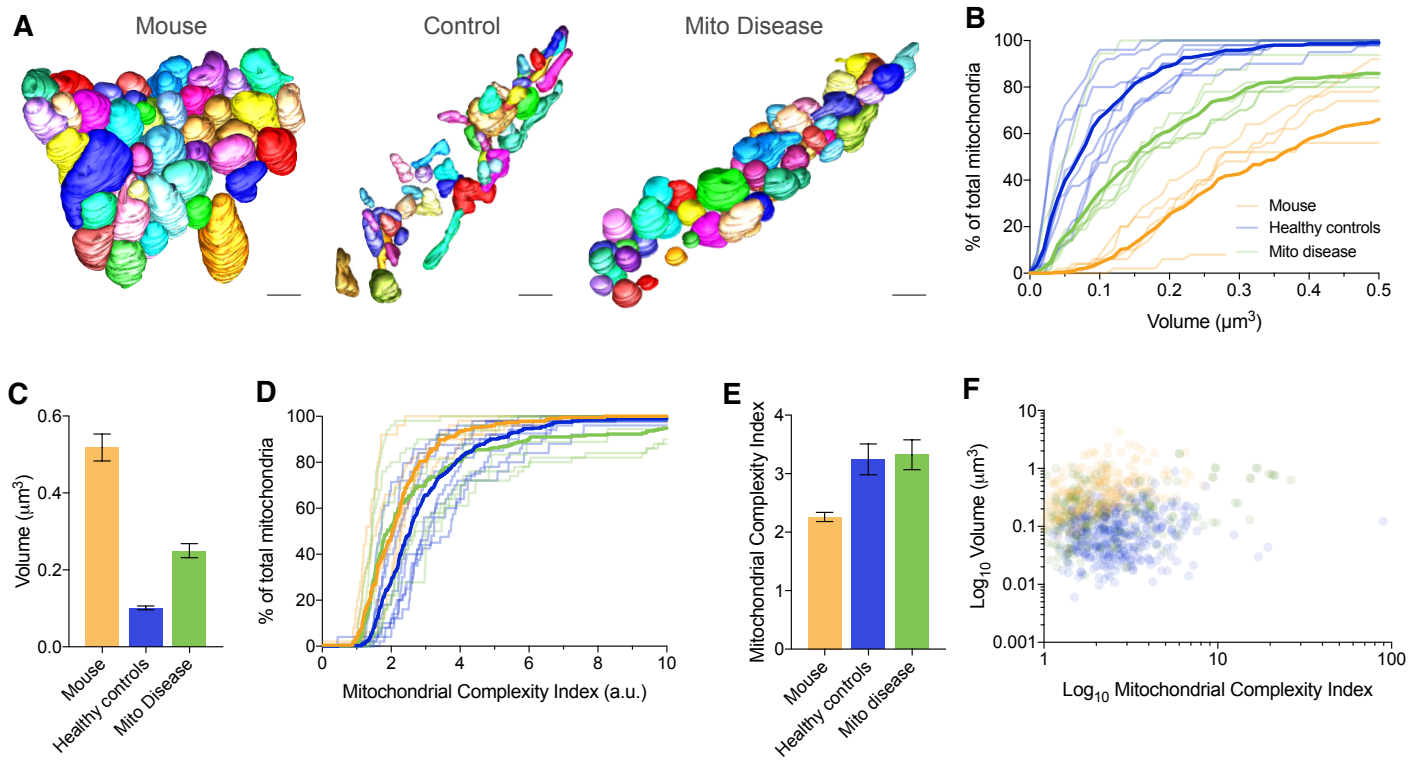 A
Mouse
Control
Mito Disease
B
% of total mitochondria
100
80
60
40
20
0
0.0
0.1
0.2
0.3
0.4
0.5
Volume (µm³)
Mouse
Healthy controls
Mito disease
C
Volume (µm³)
0.6
0.4
0.2
0.0
Mouse
Healthy controls
Mito Disease
D
% of total mitochondria
100
80
60
40
20
0
0
2
4
6
8
10
Mitochondrial Complexity Index (a.u.)
E
Mitochondrial Complexity Index
4
3
2
1
0
Mouse
Healthy controls
Mito disease
F
Log₁₀ Volume (µm³)
10
1
0.1
0.01
0.001
1
10
100
Log₁₀ Mitochondrial Complexity Index